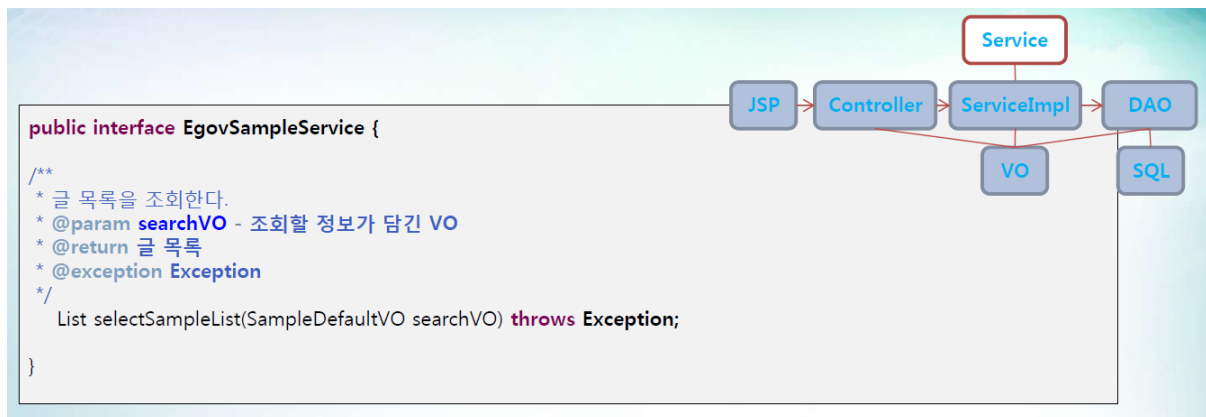 Service
JSP
Controller
ServiceImpl
DAO
VO
SQL
public interface EgovSampleService {
/**
* 글 목록을 조회한다.
* @param searchVO - 조회할 정보가 담긴 VO
* @return 글 목록
* @exception Exception
*/
List selectSampleList(SampleDefaultVO searchVO) throws Exception;
}